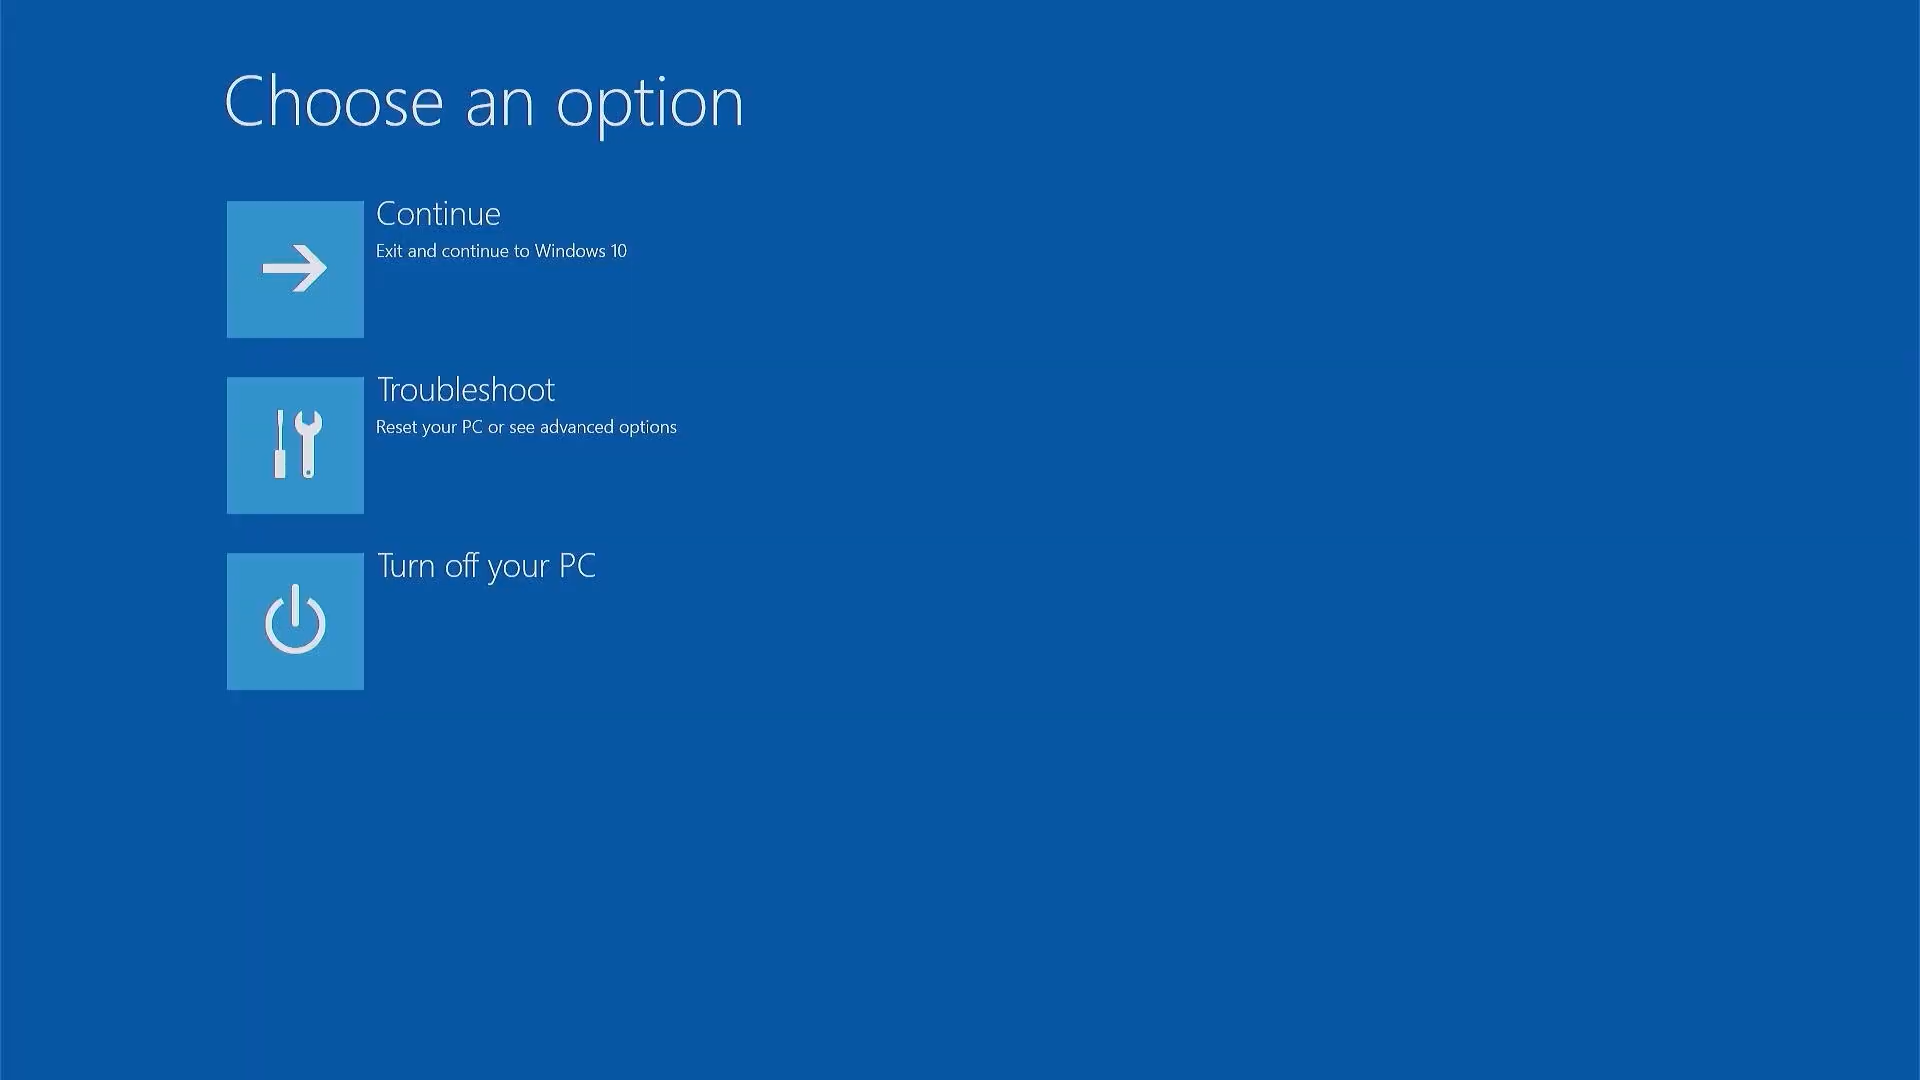 Choose an option
Continue
Exit and continue to Windows 10
Troubleshoot
Reset your PC or see advanced options
Turn off your PC